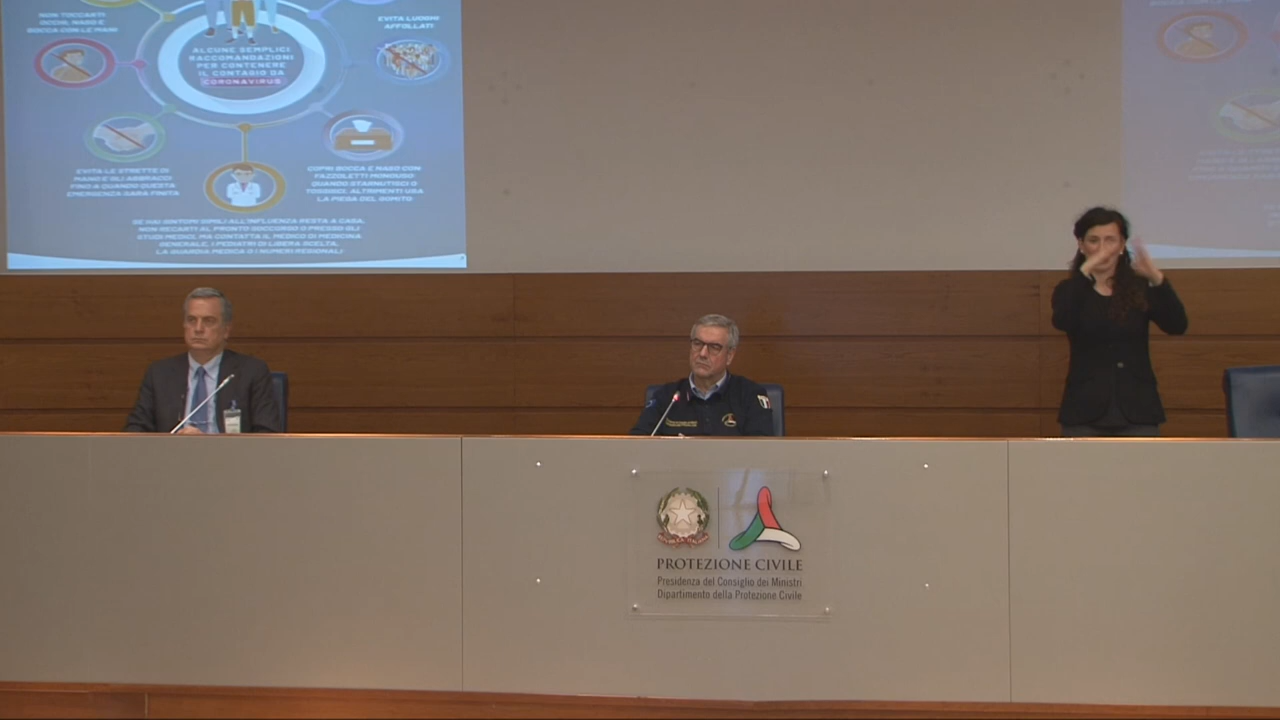 NON TOCCARTI
OCCHI, NASO E
BOCCA CON LE MANI
EVITA LUOGHI
AFFOLLATI
ALCUNE SEMPLICI
RACCOMANDAZIONI
PER CONTENERE
IL CONTAGIO DA
CORONAVIRUS
EVITA LE STRETTE DI
MANO E GLI ABBRACCI
FINO A QUANDO QUESTA
EMERGENZA SARÀ FINITA
COPRI BOCCA E NASO CON
FAZZOLETTI MONOUSO
QUANDO STARNUTISCI O
TOSSISCI. ALTRIMENTI USA
LA PIEGA DEL GOMITO
SE HAI SINTOMI SIMILI ALL'INFLUENZA RESTA A CASA,
NON RECARTI AL PRONTO SOCCORSO O PRESSO GLI
STUDI MEDICI, MA CONTATTA IL MEDICO DI MEDICINA
GENERALE, I PEDIATRI DI LIBERA SCELTA,
LA GUARDIA MEDICA O I NUMERI REGIONALI
PROTEZIONE CIVILE
Presidenza del Consiglio dei Ministri
Dipartimento della Protezione Civile